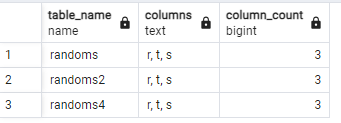 table_name columns column_count
name text bigint
1 randoms r, t, s 3
2 randoms2 r, t, s 3
3 randoms4 r, t, s 3